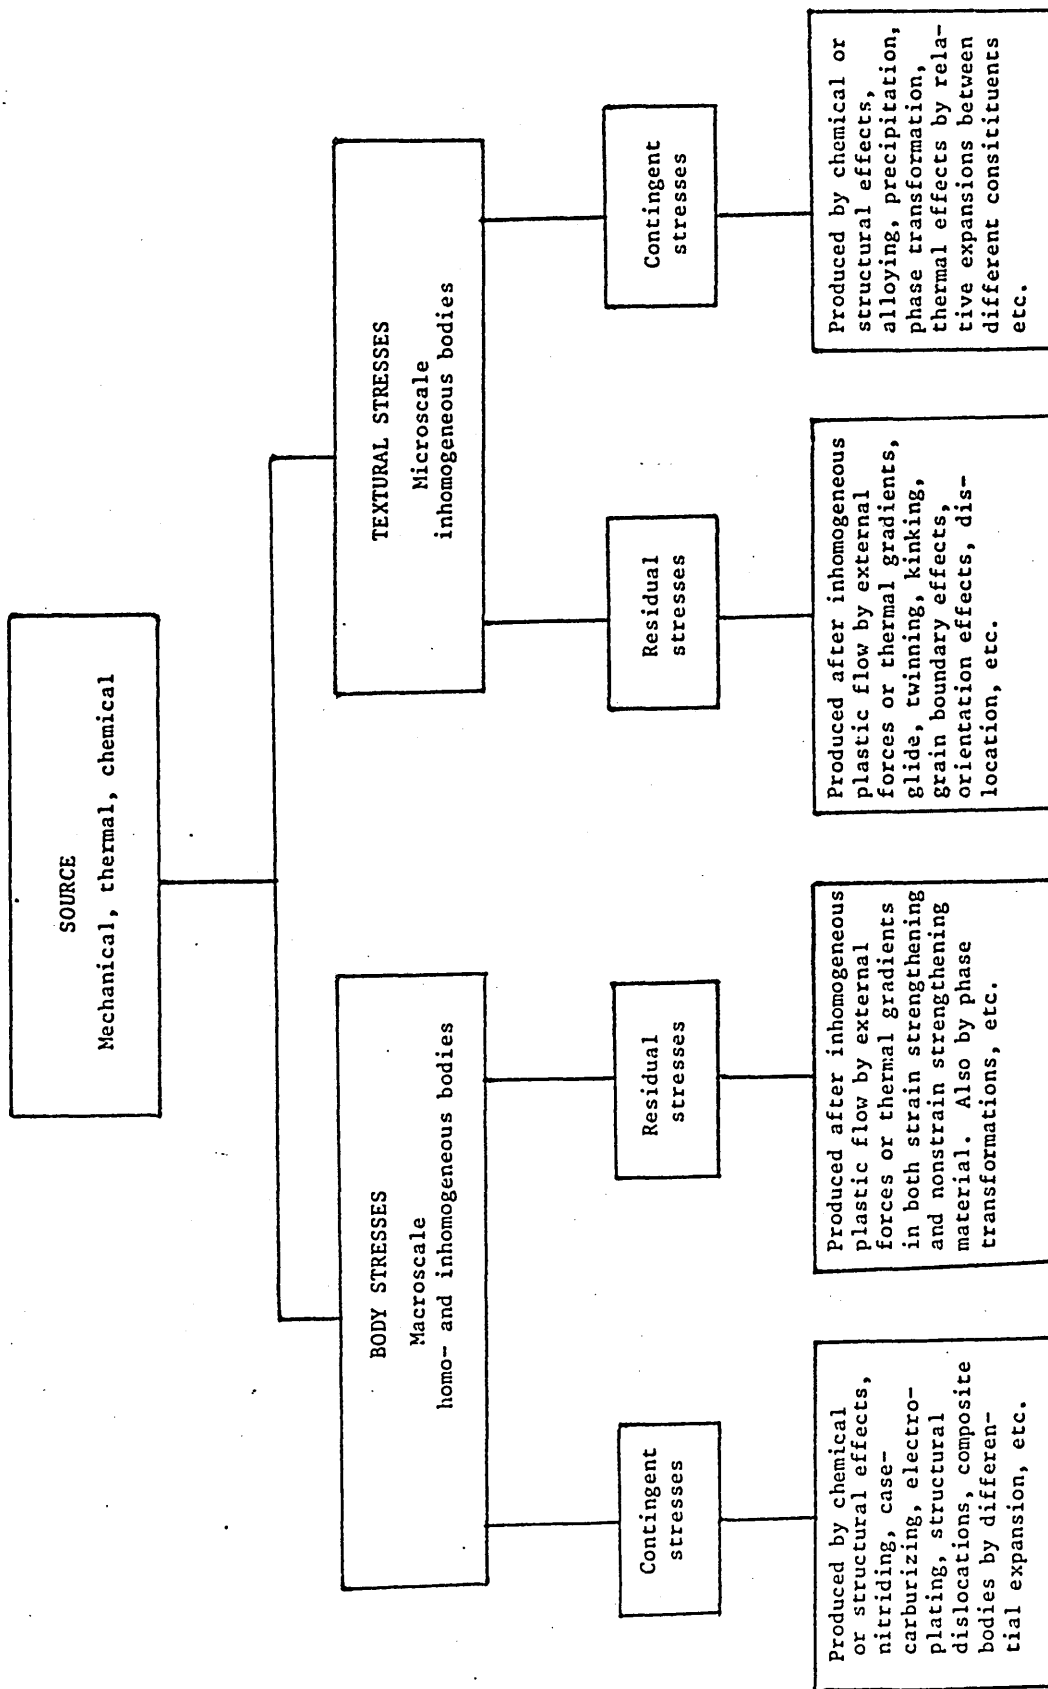 SOURCE
Mechanical, thermal, chemical
BODY STRESSES
Macroscale
homo- and inhomogeneous bodies
TEXTURAL STRESSES
Microscale
inhomogeneous bodies
Contingent
stresses
Residual
stresses
Residual
stresses
Contingent
stresses
Produced by chemical
or structural effects,
nitriding, case-
carburizing, electro-
plating, structural
dislocations, composite
bodies by differen-
tial expansion, etc.
Produced after inhomogeneous
plastic flow by external
forces or thermal gradients
in both strain strengthening
and nonstrain strengthening
material. Also by phase
transformations, etc.
Produced after inhomogeneous
plastic flow by external
forces or thermal gradients,
glide, twinning, kinking,
grain boundary effects,
orientation effects, dis-
location, etc.
Produced by chemical or
structural effects,
alloying, precipitation,
phase transformation,
thermal effects by rela-
tive expansions between
different consitituents
etc.